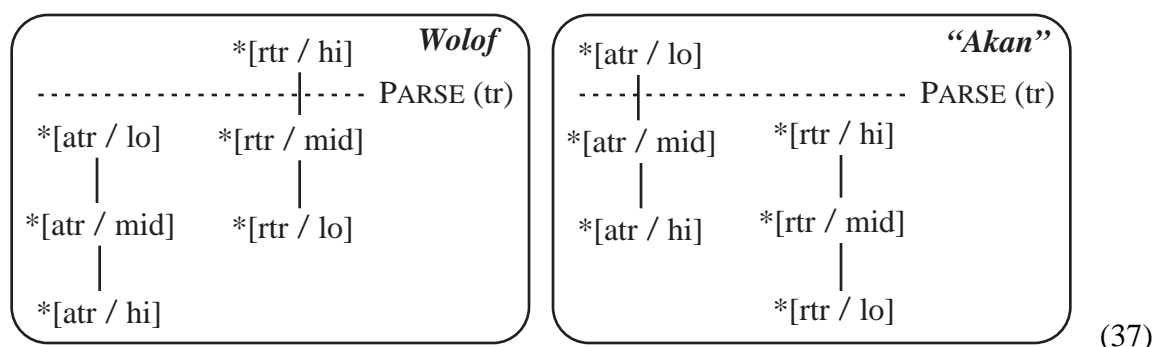 *[rtr / hi] Wolof
PARSE (tr)
*[atr / lo] *[rtr / mid]
*[atr / mid] *[rtr / lo]
*[atr / hi]
*[atr / lo] “Akan”
PARSE (tr)
*[atr / mid] *[rtr / hi]
*[atr / hi] *[rtr / mid]
*[rtr / lo]
(37)